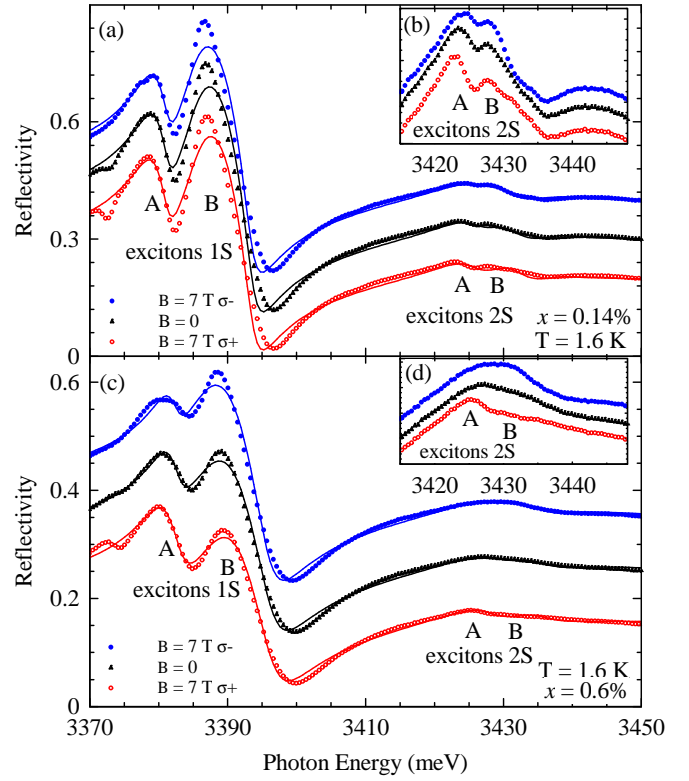 (a)
(b)
A
B
excitons 2S
3420
3430
3440
0.6
0.3
0
Reflectivity
A
B
excitons 1S
B = 7 T σ-
B = 0
B = 7 T σ+
A
B
excitons 2S
x = 0.14%
T = 1.6 K
(c)
(d)
A
B
excitons 2S
3420
3430
3440
0.6
0.4
0.2
0
Reflectivity
A
B
excitons 1S
B = 7 T σ-
B = 0
B = 7 T σ+
A
B
excitons 2S
T = 1.6 K
x = 0.6%
3370
3390
3410
3430
3450
Photon Energy (meV)